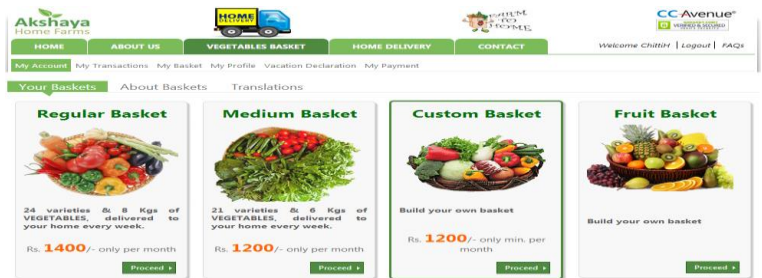 Akshaya
Home Farms
HOME
DELIVERY
FARM
TO
HOME
CCAvenue®
VERIFIED & SECURED
HOME ABOUT US VEGETABLES BASKET HOME DELIVERY CONTACT
Welcome ChittiH | Logout | FAQs
My Account My Transactions My Basket My Profile Vacation Declaration My Payment
Your Baskets About Baskets Translations
Regular Basket
24 varieties & 8 Kgs of
VEGETABLES, delivered to
your home every week.
Rs. 1400/- only per month
Proceed
Medium Basket
21 varieties & 6 Kgs of
VEGETABLES, delivered to
your home every week.
Rs. 1200/- only per month
Proceed
Custom Basket
Build your own basket
Rs. 1200/- only min. per
month
Proceed
Fruit Basket
Build your own basket
Proceed